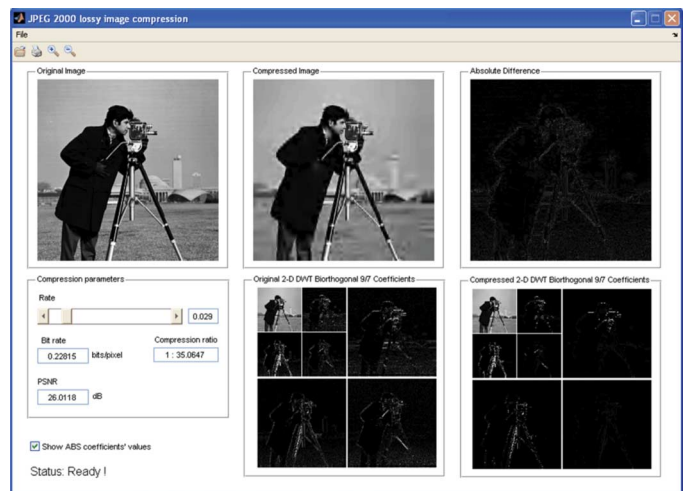 JPEG 2000 lossy image compression
File
Original Image
Compressed Image
Absolute Difference
Compression parameters
Rate
0.029
Bit rate
Compression ratio
0.22815 bits/pixel
1 : 35.0647
PSNR
26.0118 dB
Original 2-D DWT Biorthogonal 9/7 Coefficients
Compressed 2-D DWT Biorthogonal 9/7 Coefficients
Show ABS coefficients' values
Status: Ready !